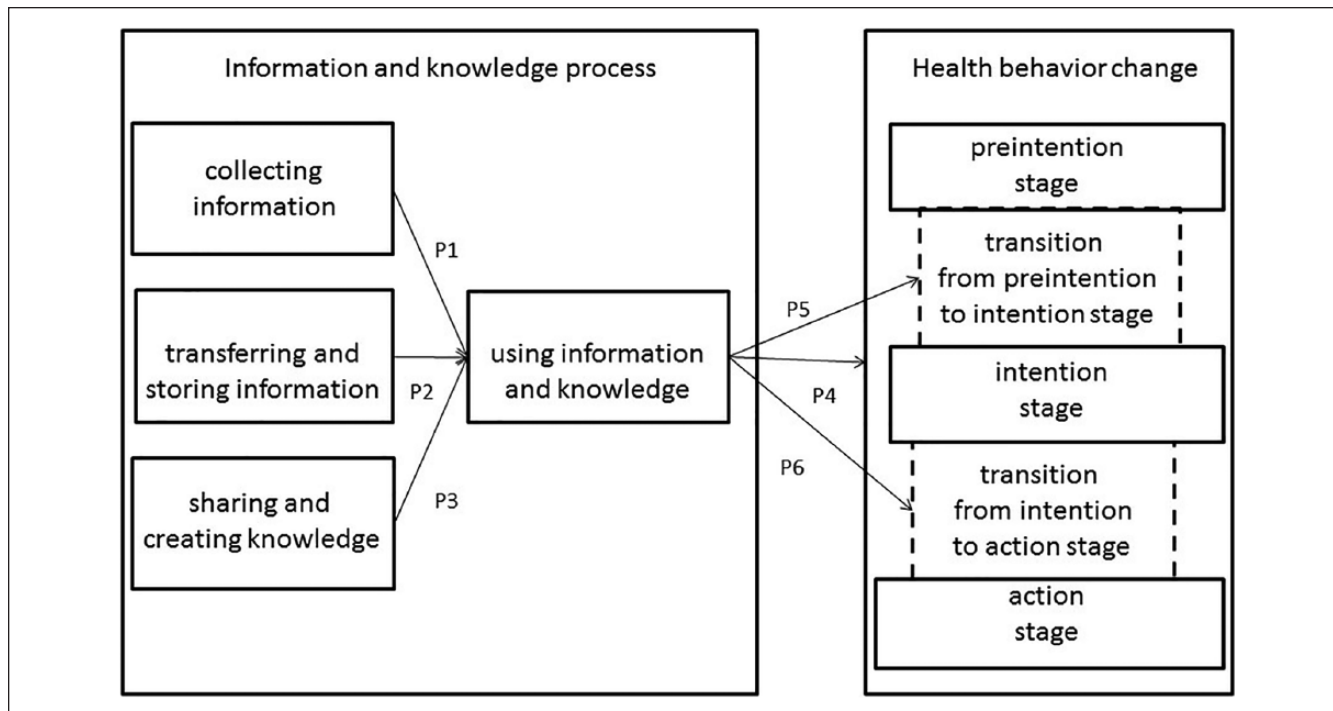 Information and knowledge process
collecting
information
P1
transferring and
storing information
P2
sharing and
creating knowledge
P3
using information
and knowledge
P5
P4
P6
Health behavior change
preintention
stage
transition
from preintention
to intention stage
intention
stage
transition
from intention
to action stage
action
stage